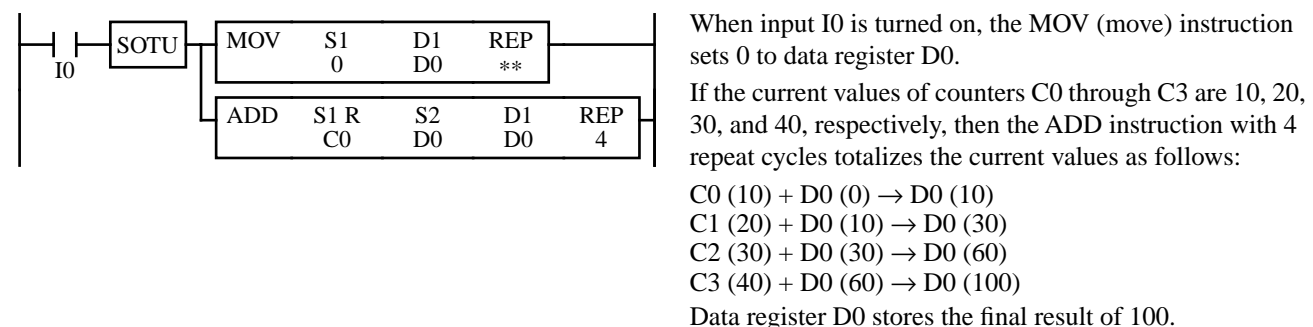 I0
SOTU
MOV S1 D1 REP
0 D0 **
ADD S1 R S2 D1 REP
C0 D0 D0 4
When input I0 is turned on, the MOV (move) instruction
sets 0 to data register D0.
If the current values of counters C0 through C3 are 10, 20,
30, and 40, respectively, then the ADD instruction with 4
repeat cycles totalizes the current values as follows:
C0 (10) + D0 (0) → D0 (10)
C1 (20) + D0 (10) → D0 (30)
C2 (30) + D0 (30) → D0 (60)
C3 (40) + D0 (60) → D0 (100)
Data register D0 stores the final result of 100.